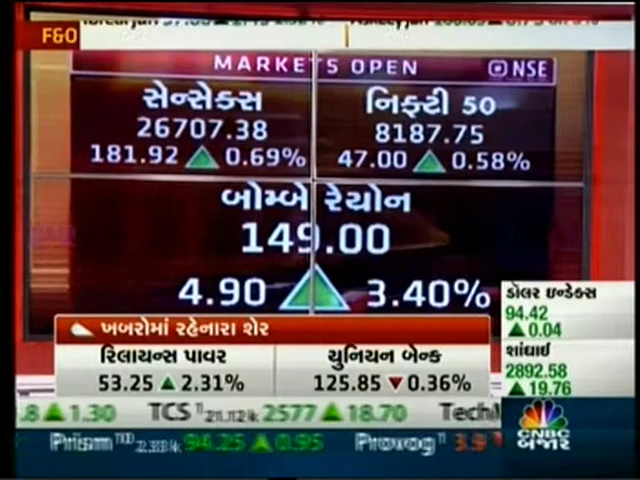 F&O
MARKETS OPEN NSE
સેન્સેક્સ
26707.38
181.92 0.69%
નિફ્ટી 50
8187.75
47.00 0.58%
બોમ્બે રેયોન
149.00
4.90 3.40%
ખબરોમાં રહેનારા શેર
રિલાયન્સ પાવર
53.25 2.31%
યુનિયન બેન્ક
125.85 0.36%
ડોલર ઇન્ડેક્સ
94.42
0.04
શાંઘાઈ
2892.58
19.76
1.30 TCS 2577 18.70
94.25 0.95
CNBC
બજાર